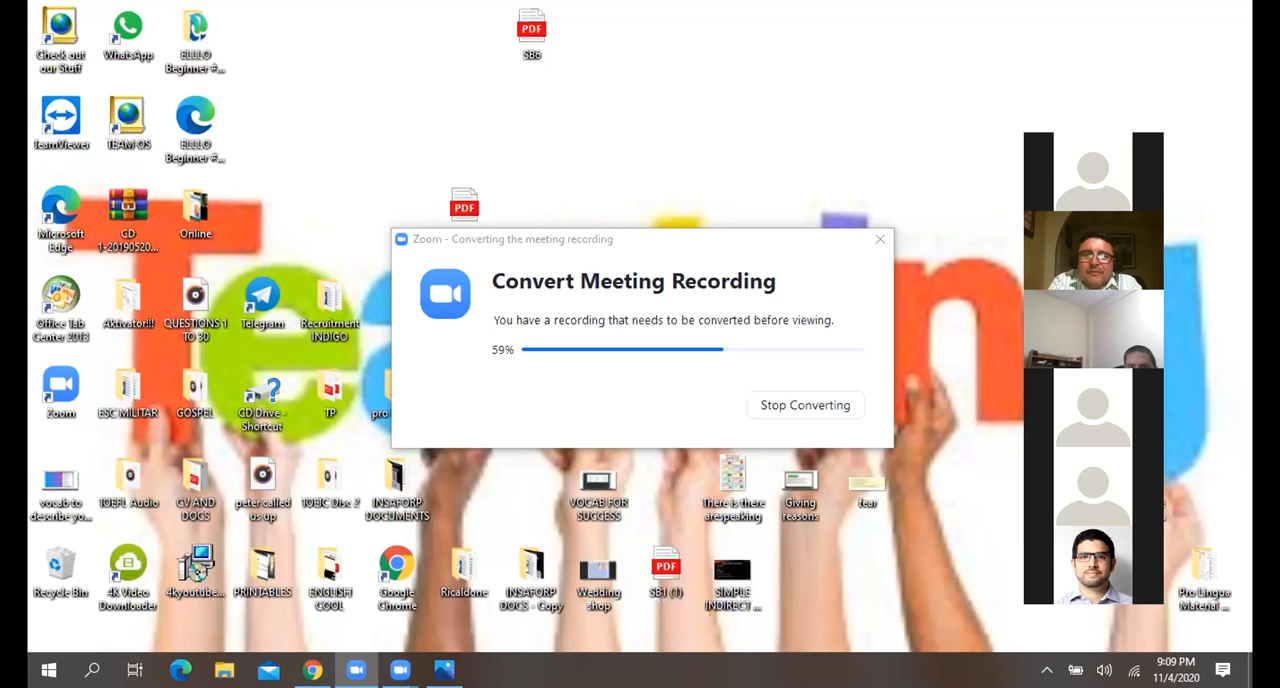 Check out
our Stuff
WhatsApp
ELLLO
Beginner #...
PDF
SB6
TeamViewer
TEAM OS
ELLLO
Beginner #...
Microsoft
Edge
CD
1-20190520...
Online
PDF
Zoom - Converting the meeting recording
Convert Meeting Recording
You have a recording that needs to be converted before viewing.
59%
Stop Converting
Office Tab
Center 2013
Aktivator!!!
QUESTIONS 1
TO 30
Telegram
Recruitment
INDIGO
Zoom
ESC MILITAR
GOSPEL
CD Drive -
Shortcut
TP
pro
vocab to
describe yo...
TOEFL Audio
CV AND
DOCS
peter called
us up
TOEIC Disc 2
INSAFORP
DOCUMENTS
VOCAB FOR
SUCCESS
There is there
arespeaking
Giving
reasons
fear
Recycle Bin
4K Video
Downloader
4kyoutube...
PRINTABLES
ENGLISH
COOL
Google
Chrome
Ricaldone
INSAFORP
DOCS - Copy
Wedding
shop
PDF
SB1 (1)
SIMPLE
INDIRECT ...
Pro Lingua
Material ...
9:09 PM
11/4/2020